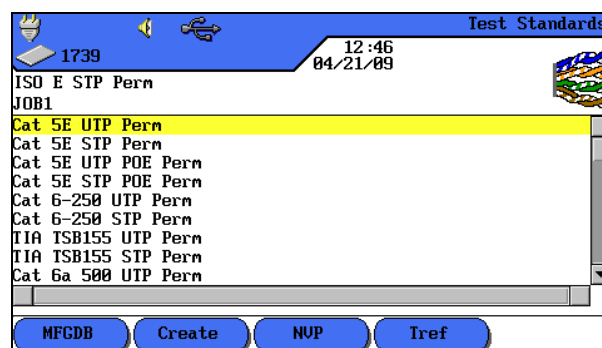 Test Standards
1739
12:46
04/21/09
ISO E STP Perm
JOB1
Cat 5E UTP Perm
Cat 5E STP Perm
Cat 5E UTP POE Perm
Cat 5E STP POE Perm
Cat 6-250 UTP Perm
Cat 6-250 STP Perm
TIA TSB155 UTP Perm
TIA TSB155 STP Perm
Cat 6a 500 UTP Perm
MFGDB Create NVP Tref